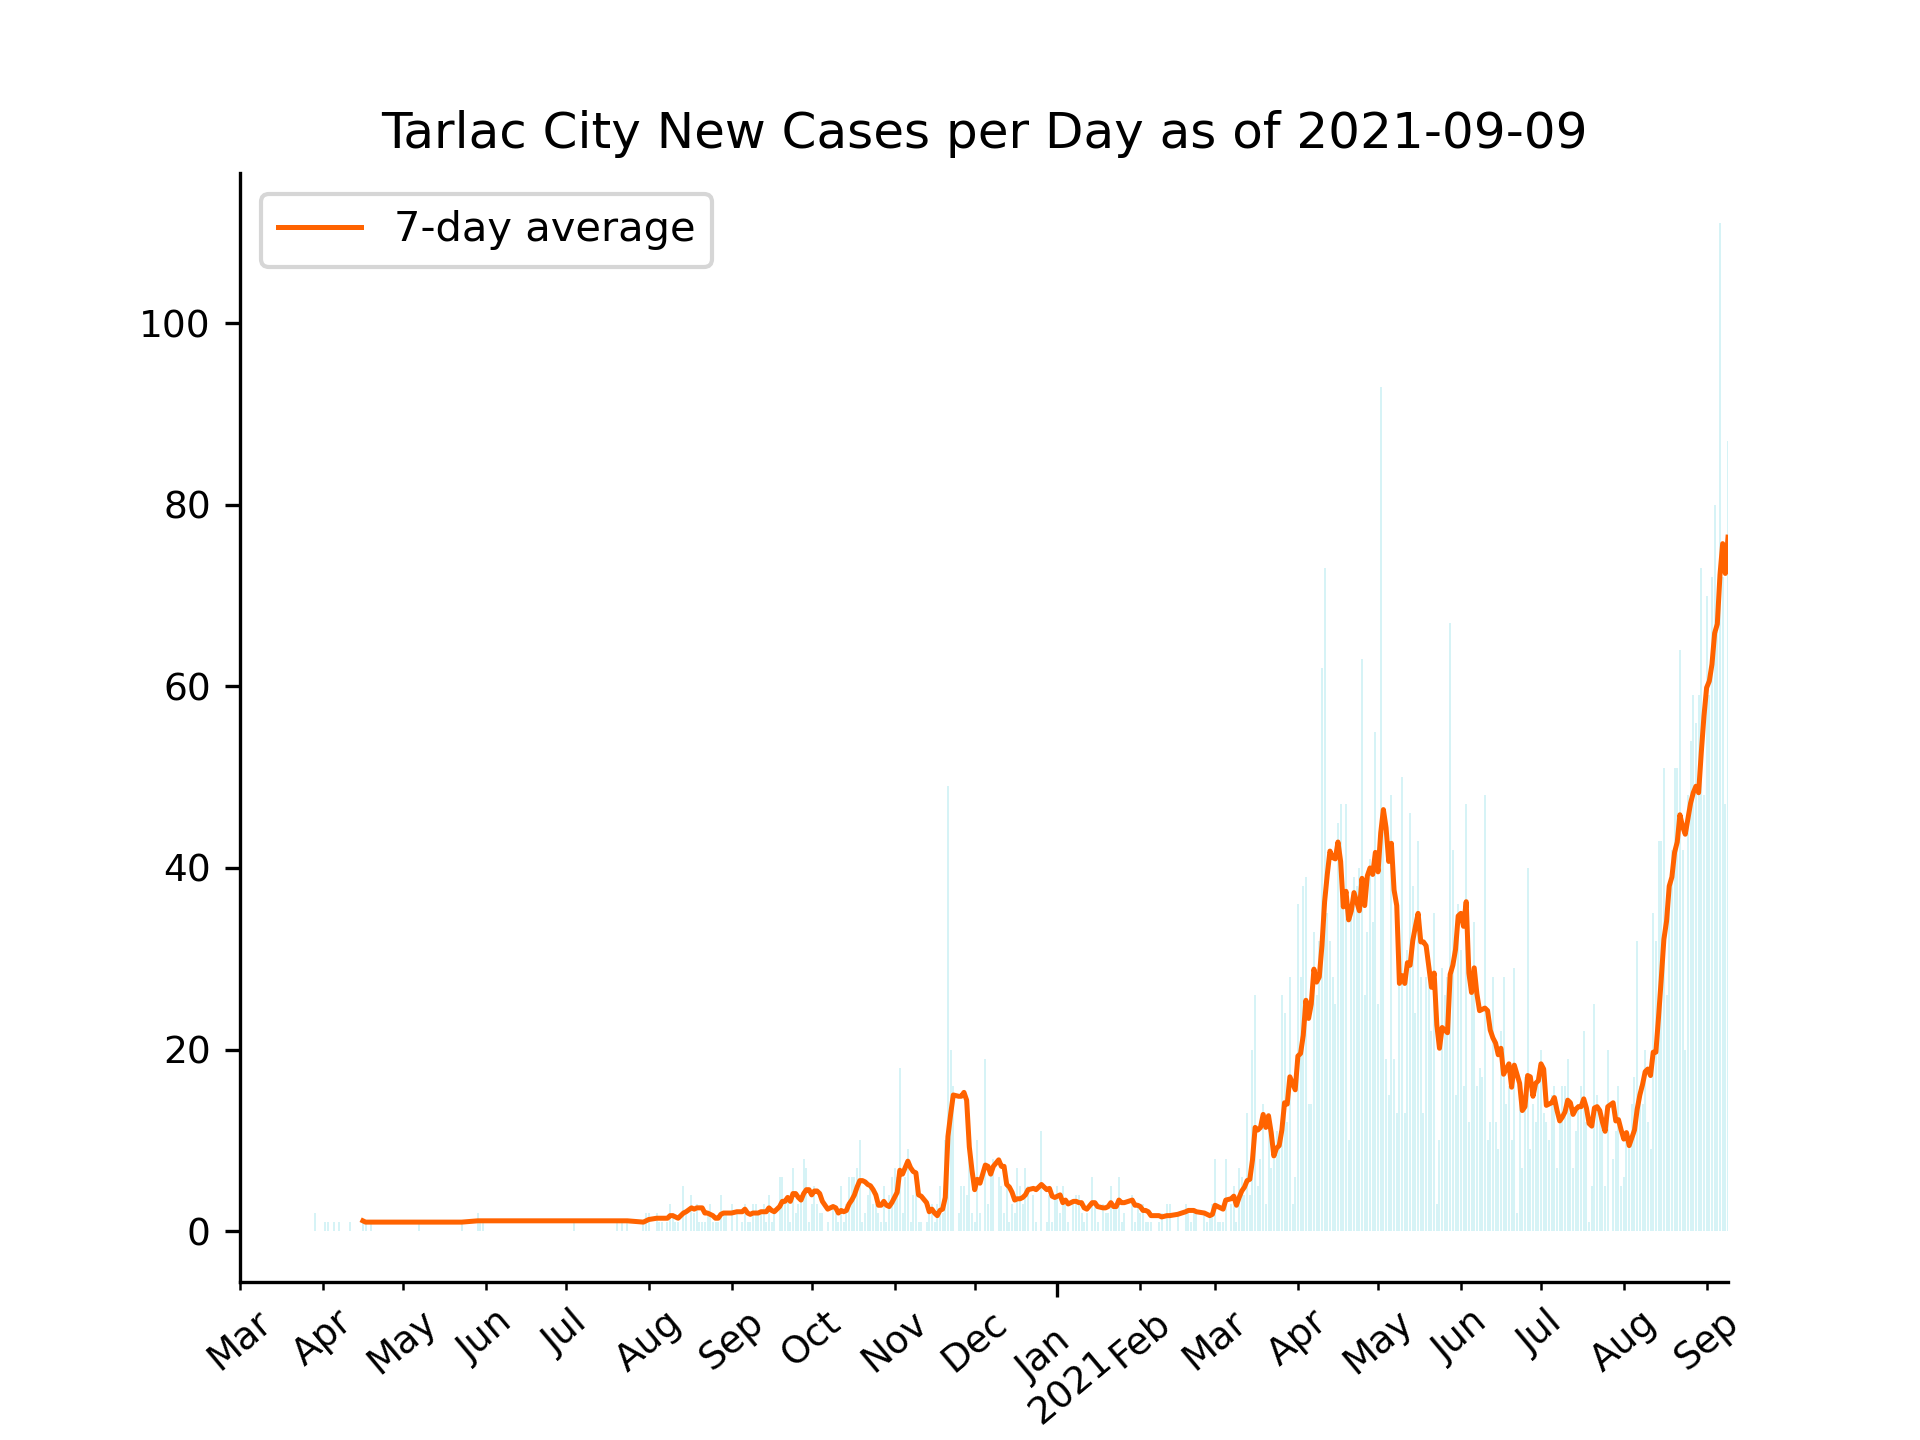 Tarlac City New Cases per Day as of 2021-09-09
7-day average
100
80
60
40
20
0
Mar Apr May Jun Jul Aug Sep Oct Nov Dec Jan Feb Mar Apr May Jun Jul Aug Sep
2021